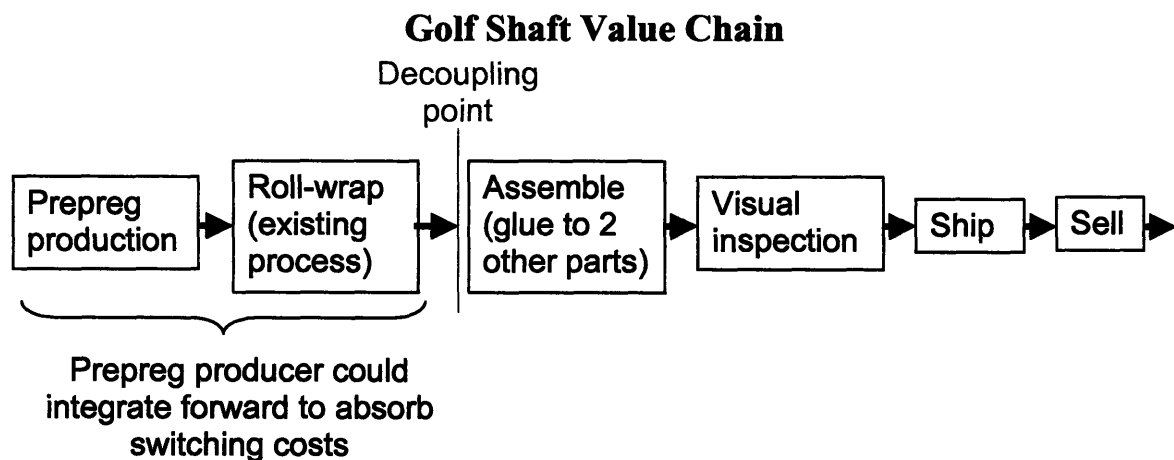 Golf Shaft Value Chain
Decoupling
point
Prepreg
production
Roll-wrap
(existing
process)
Assemble
(glue to 2
other parts)
Visual
inspection
Ship
Sell
Prepreg producer could
integrate forward to absorb
switching costs